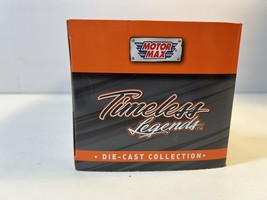 MOTOR
MAX
Timeless
Legends
• DIE-CAST COLLECTION •